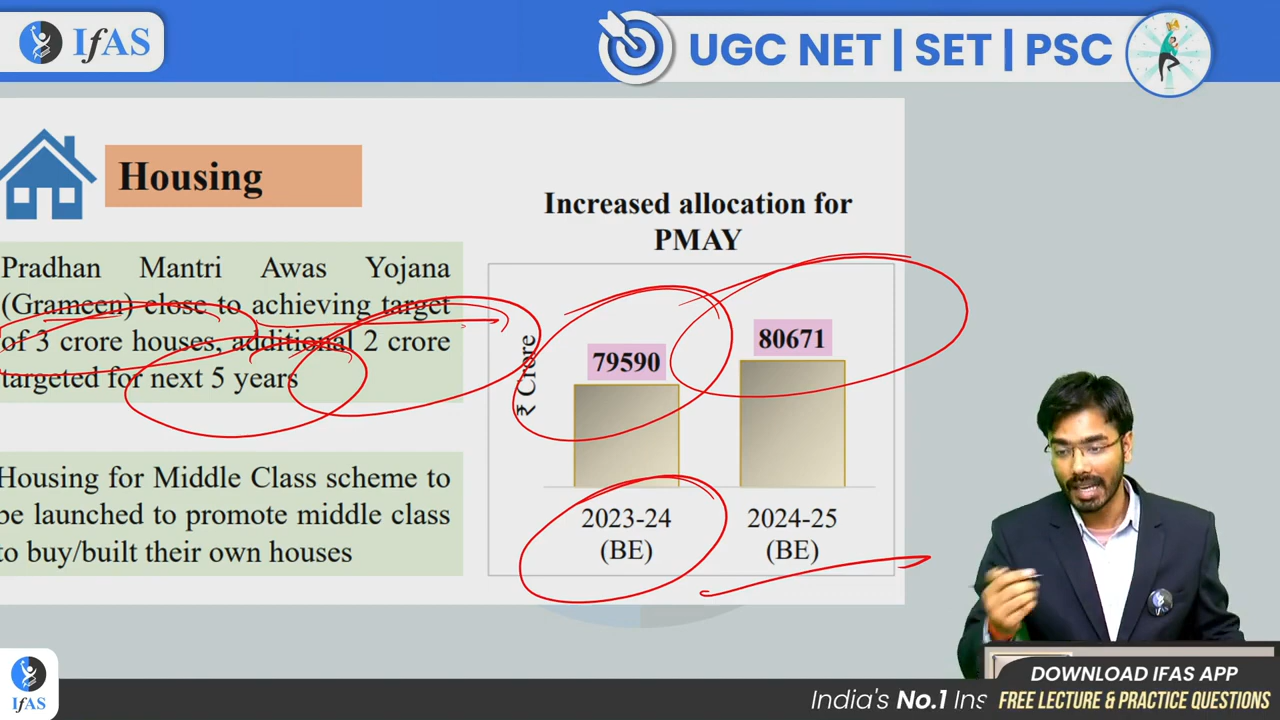 IfAS
UGC NET | SET | PSC
Housing
Pradhan Mantri Awas Yojana
(Grameen) close to achieving target
of 3 crore houses, additional 2 crore
targeted for next 5 years
Housing for Middle Class scheme to
be launched to promote middle class
to buy/built their own houses
Increased allocation for
PMAY
₹ Crore
79590
80671
2023-24
(BE)
2024-25
(BE)
IfAS
India's No.1 Ins
DOWNLOAD IFAS APP
FREE LECTURE & PRACTICE QUESTIONS